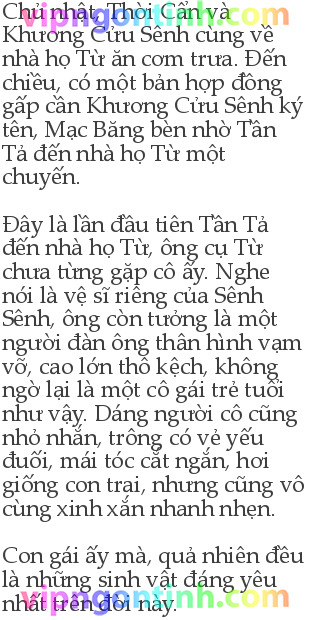 Chủ nhật, Thời Cẩn và
Khương Cửu Sênh cùng về
nhà họ Từ ăn cơm trưa. Đến
chiều, có một bản hợp đồng
gấp cần Khương Cửu Sênh ký
tên, Mạc Băng bèn nhờ Tần
Tả đến nhà họ Từ một
chuyến.
Đây là lần đầu tiên Tần Tả
đến nhà họ Từ, ông cụ Từ
chưa từng gặp cô ấy. Nghe
nói là vệ sĩ riêng của Sênh
Sênh, ông còn tưởng là một
người đàn ông thân hình vạm
vỡ, cao lớn thô kệch, không
ngờ lại là một cô gái trẻ tuổi
như vậy. Dáng người cô cũng
nhỏ nhắn, trông có vẻ yếu
đuối, mái tóc cắt ngắn, hơi
giống con trai, nhưng cũng vô
cùng xinh xắn nhanh nhẹn.
Con gái ấy mà, quả nhiên đều
là những sinh vật đáng yêu
nhất trên đời này.
vipngontinh.com
vipngontinh.com